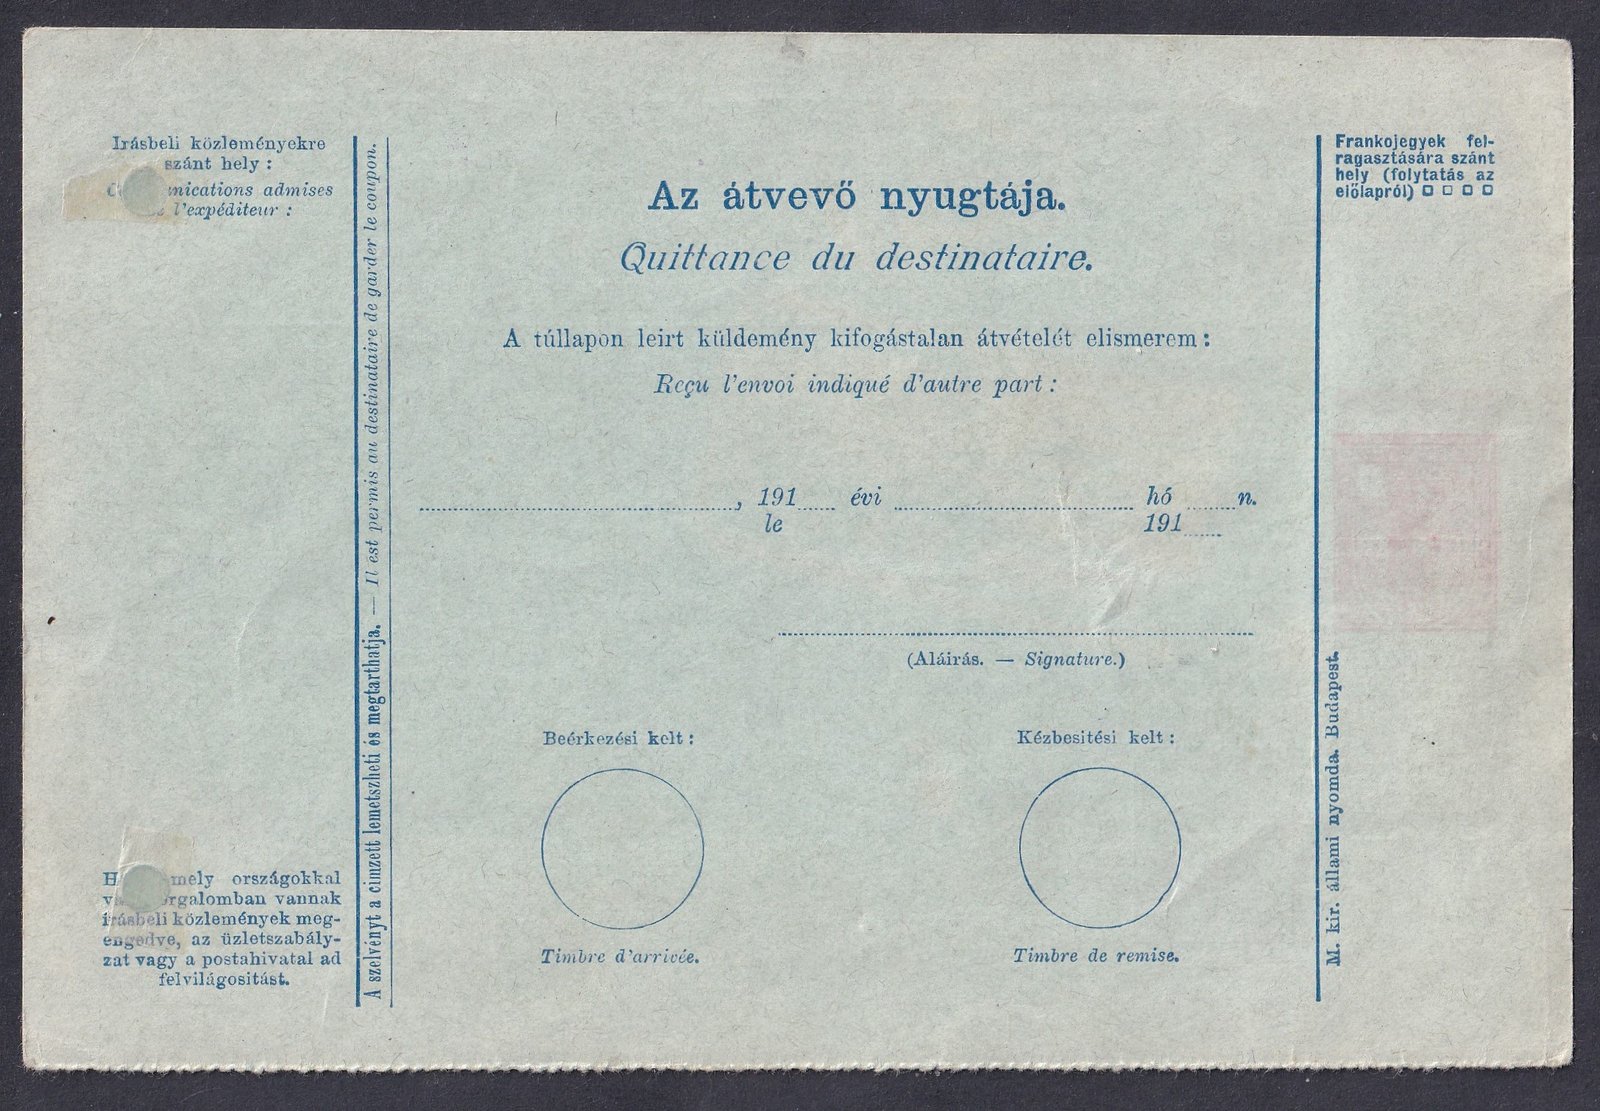 Irásbeli közleményekre
szánt hely :
mications admises
l'expéditeur :
A szelvényt a cimzett lemetszheti és megtarthatja. — Il est permis au destinataire de garder le coupon.
Az átvevő nyugtája.
Quittance du destinataire.
A túllapon leirt küldemény kifogástalan átvételét elismerem :
Reçu l'envoi indiqué d'autre part :
, 191 évi hó n.
le 191
(Aláirás. — Signature.)
Beérkezési kelt :
Kézbesitési kelt :
Timbre d'arrivée.
Timbre de remise.
mely országokkal
rgalomban vannak
irásbeli közlemények meg-
engedve, az üzletszabály-
zat vagy a postahivatal ad
felvilágositást.
Frankojegyek fel-
ragasztására szánt
hely (folytatás az
előlapról)
M. kir. állami nyomda. Budapest.